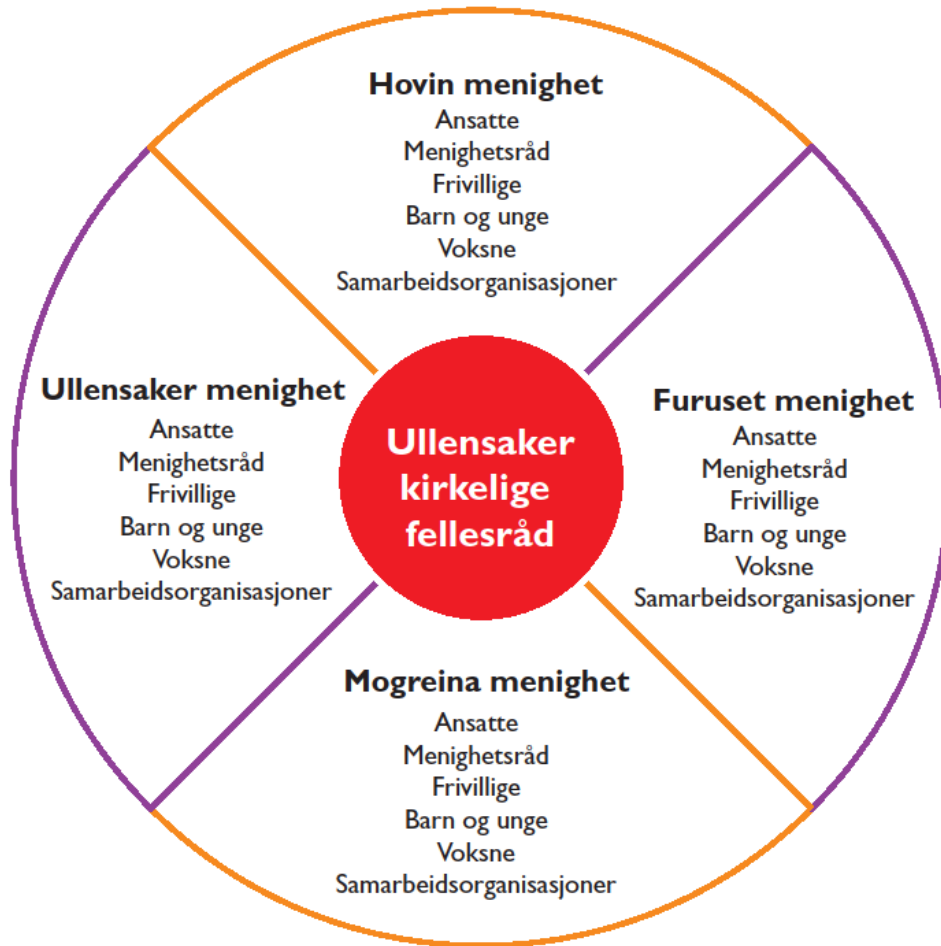 Hovin menighet
Ansatte
Menighetsråd
Frivillige
Barn og unge
Voksne
Samarbeidsorganisasjoner
Ullensaker menighet
Ansatte
Menighetsråd
Frivillige
Barn og unge
Voksne
Samarbeidsorganisasjoner
Ullensaker
kirkelige
fellesråd
Furuset menighet
Ansatte
Menighetsråd
Frivillige
Barn og unge
Voksne
Samarbeidsorganisasjoner
Mogreina menighet
Ansatte
Menighetsråd
Frivillige
Barn og unge
Voksne
Samarbeidsorganisasjoner